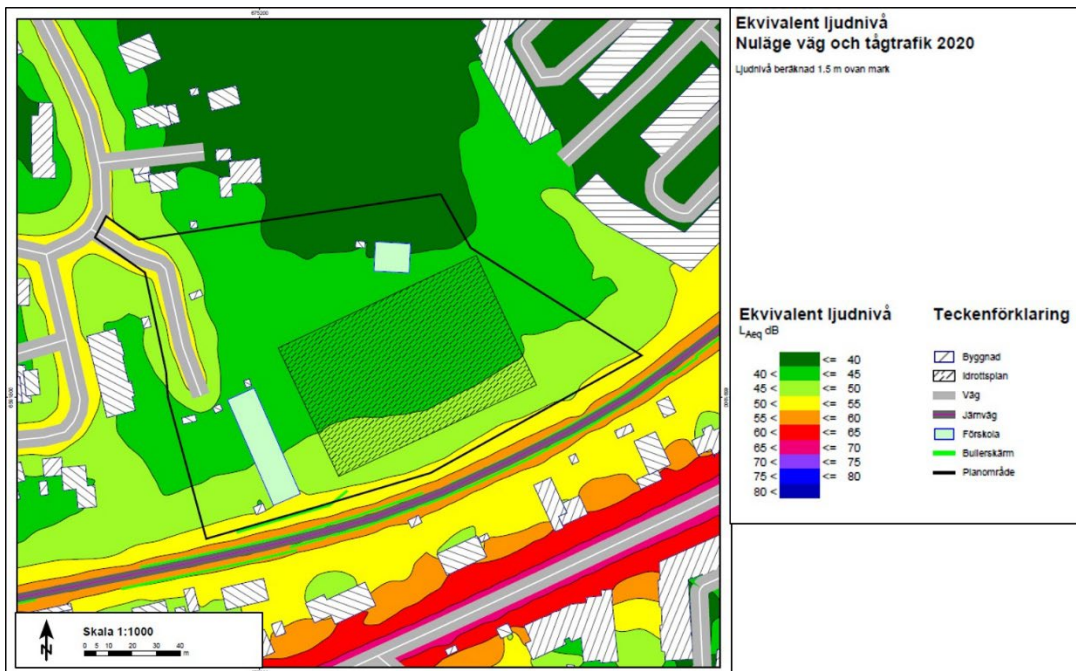 675200
Ekvivalent ljudnivå
Nuläge väg och tågtrafik 2020
Ljudnivå beräknad 1.5 m ovan mark
Ekvivalent ljudnivå
LAeq dB
<= 40
40 < <= 45
45 < <= 50
50 < <= 55
55 < <= 60
60 < <= 65
65 < <= 70
70 < <= 75
75 < <= 80
80 <
Teckenförklaring
Byggnad
Idrottsplan
Väg
Järnväg
Förskola
Bullerskärm
Planområde
N
Skala 1:1000
0 5 10 20 30 40
m